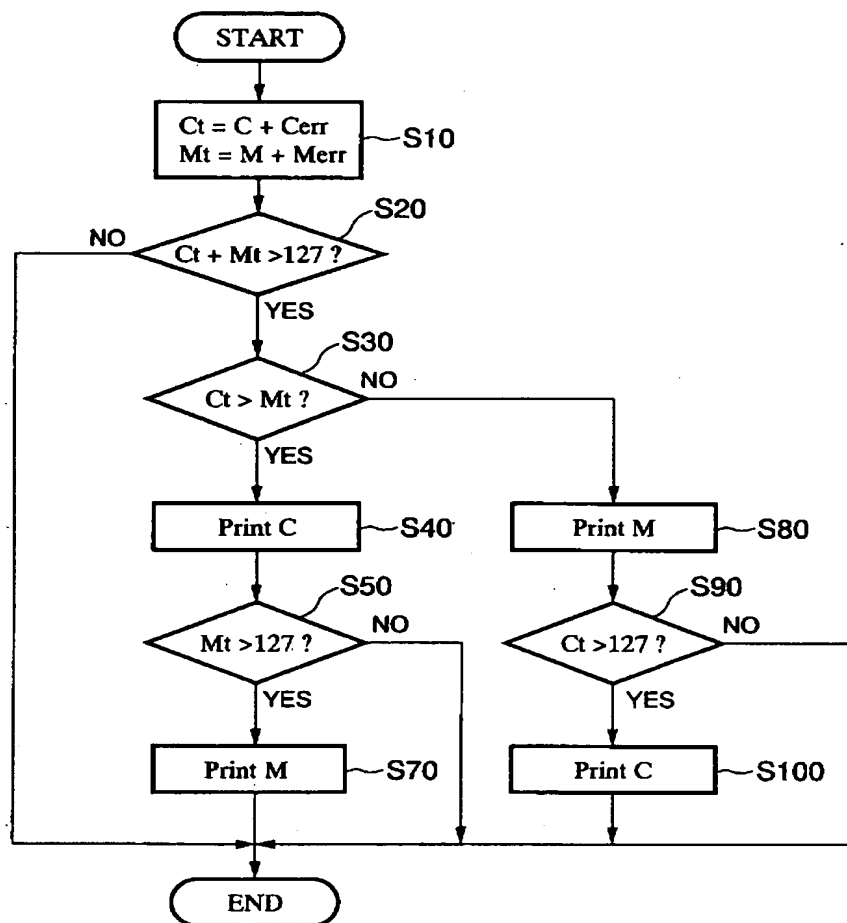 START
Ct = C + Cerr
Mt = M + Merr
S10
S20
NO
Ct + Mt >127 ?
YES
S30
NO
Ct > Mt ?
YES
Print C
S40
Print M
S80
S50
S90
Mt >127 ?
NO
Ct >127 ?
NO
YES
YES
Print M
S70
Print C
S100
END